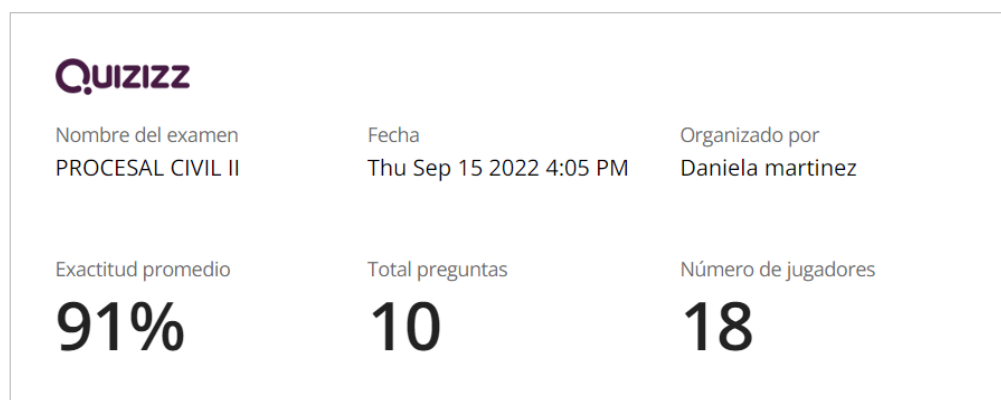 Quizizz
Nombre del examen
PROCESAL CIVIL II
Fecha
Thu Sep 15 2022 4:05 PM
Organizado por
Daniela martinez
Exactitud promedio
91%
Total preguntas
10
Número de jugadores
18